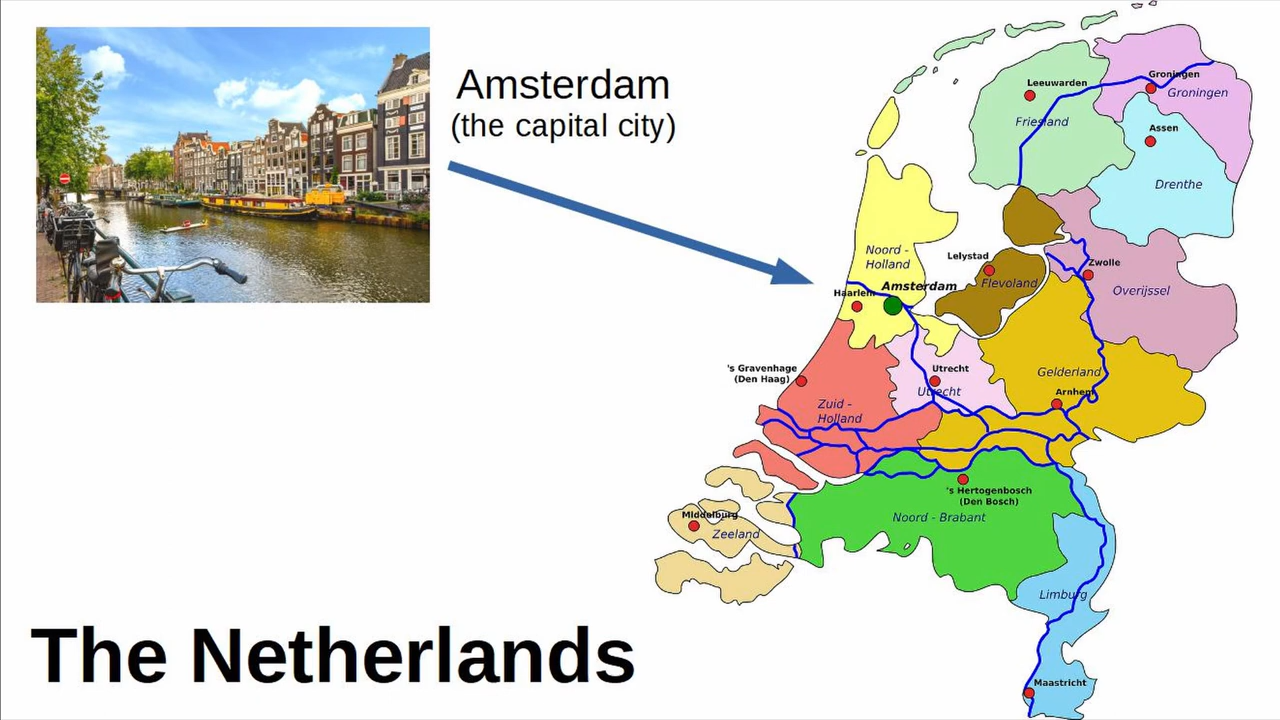 Amsterdam
(the capital city)
The Netherlands
Leeuwarden
Friesland
Groningen
Groningen
Assen
Drenthe
Noord -
Holland
Lelystad
Flevoland
Zwolle
Overijssel
Haarlem
Amsterdam
's Gravenhage
(Den Haag)
Utrecht
Utrecht
Gelderland
Arnhem
Zuid -
Holland
's Hertogenbosch
(Den Bosch)
Noord - Brabant
Middelburg
Zeeland
Limburg
Maastricht